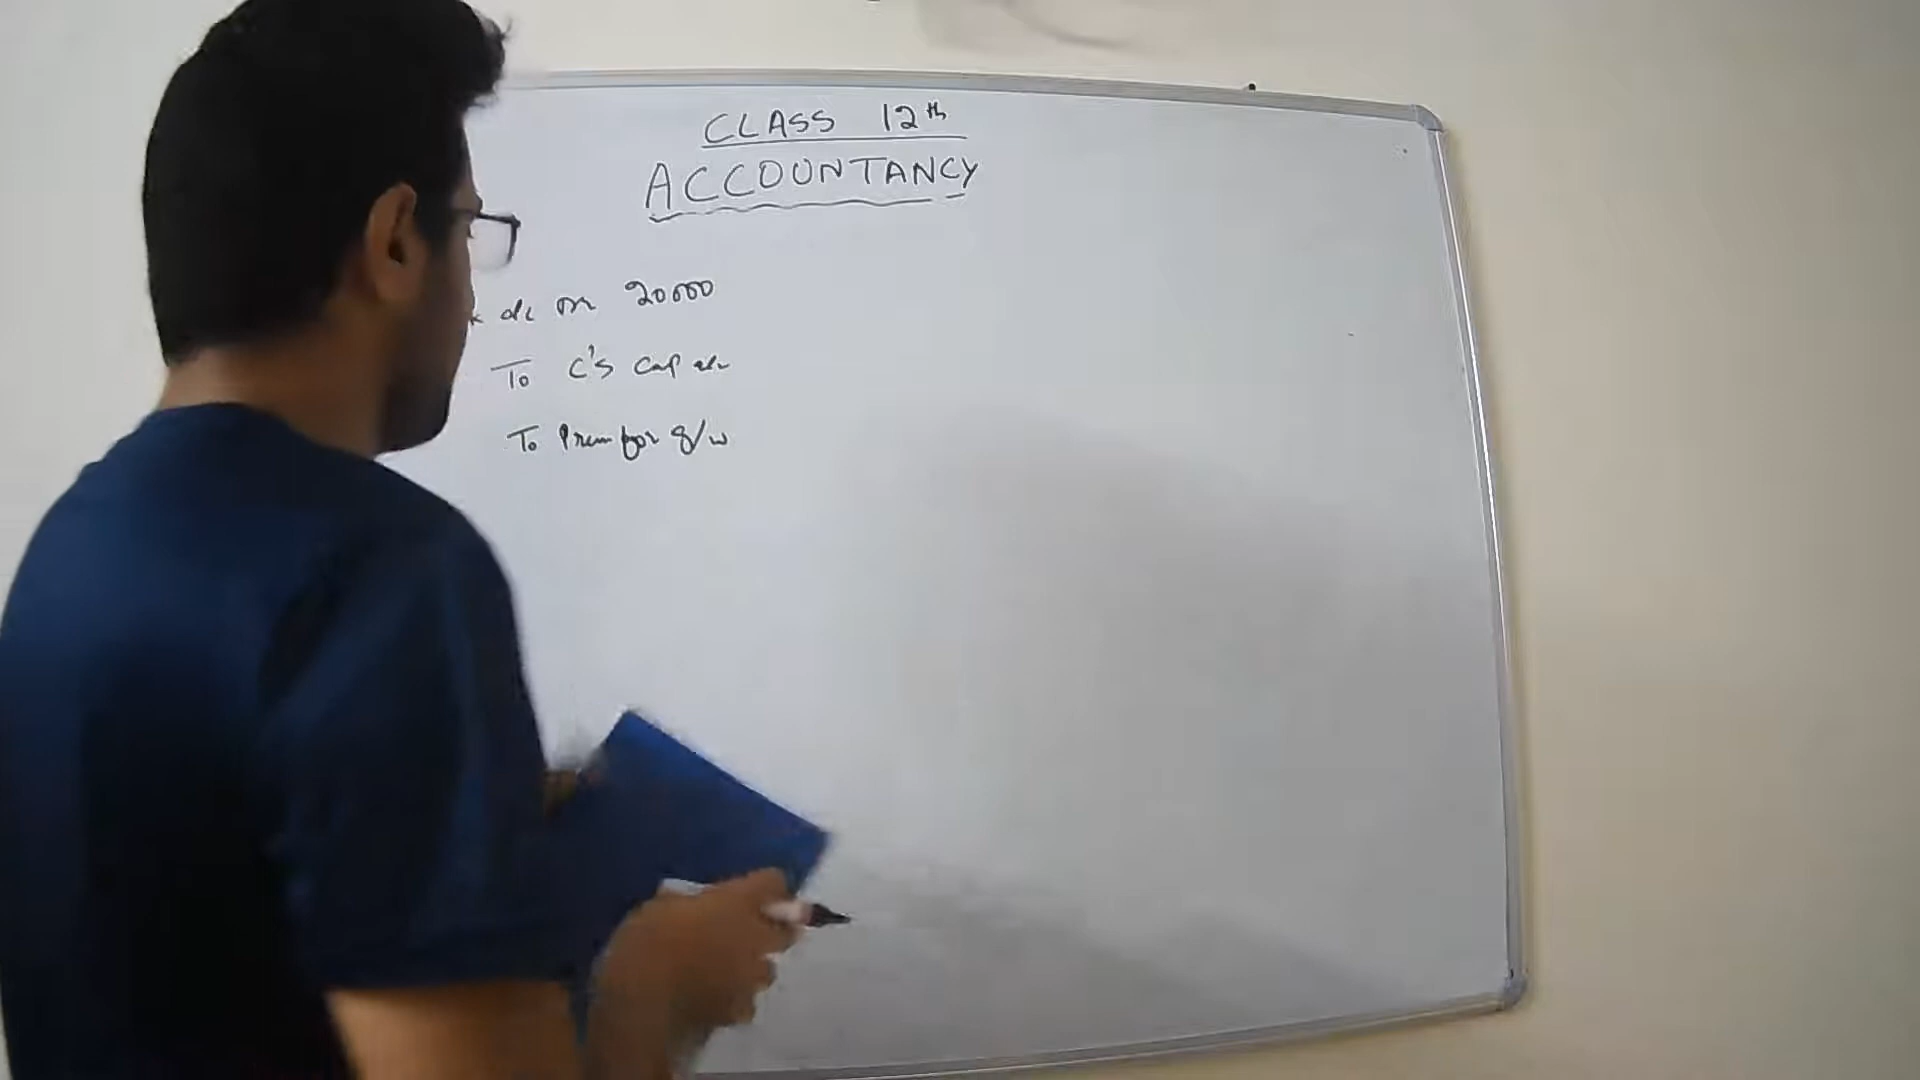 CLASS 12th
ACCOUNTANCY
a/c Dr 20000
To C's Cap a/c
To Prem for g/w